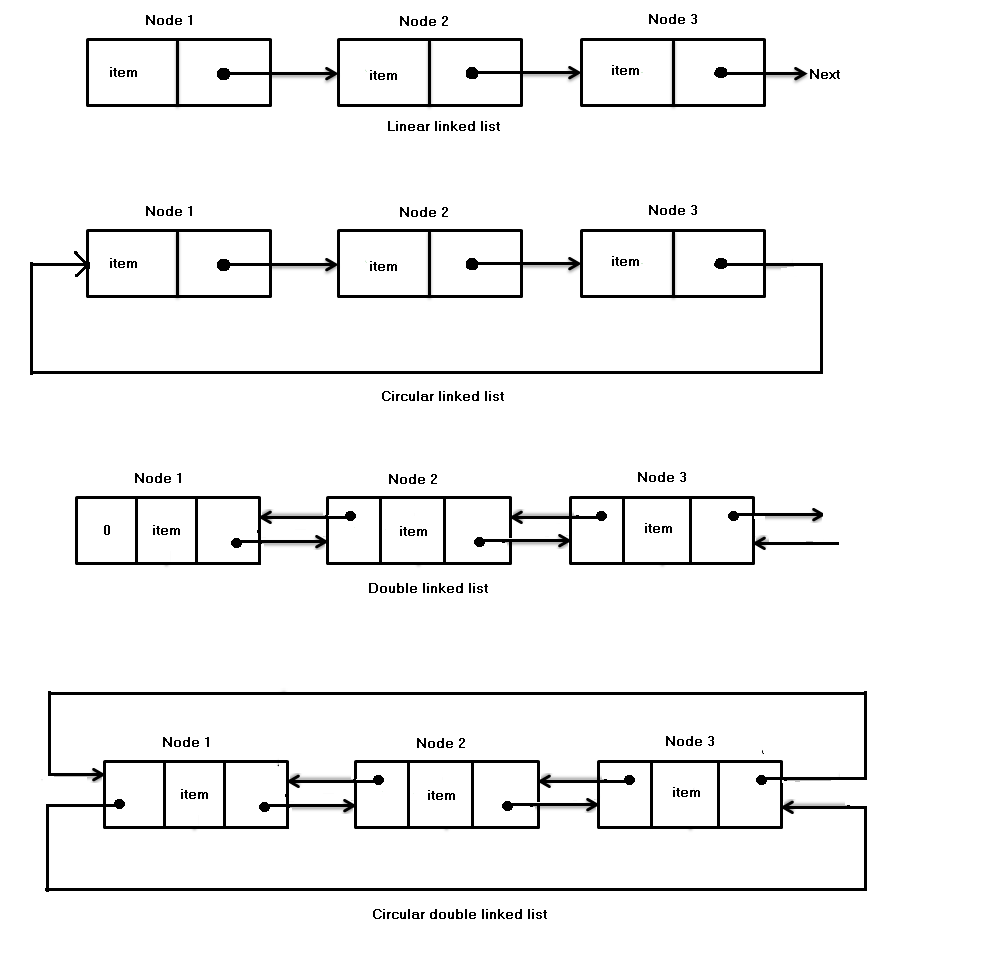 Node 1
Node 2
Node 3
item
item
item
Next
Linear linked list
Node 1
Node 2
Node 3
item
item
item
Circular linked list
Node 1
Node 2
Node 3
0
item
item
item
Double linked list
Node 1
Node 2
Node 3
item
item
item
Circular double linked list